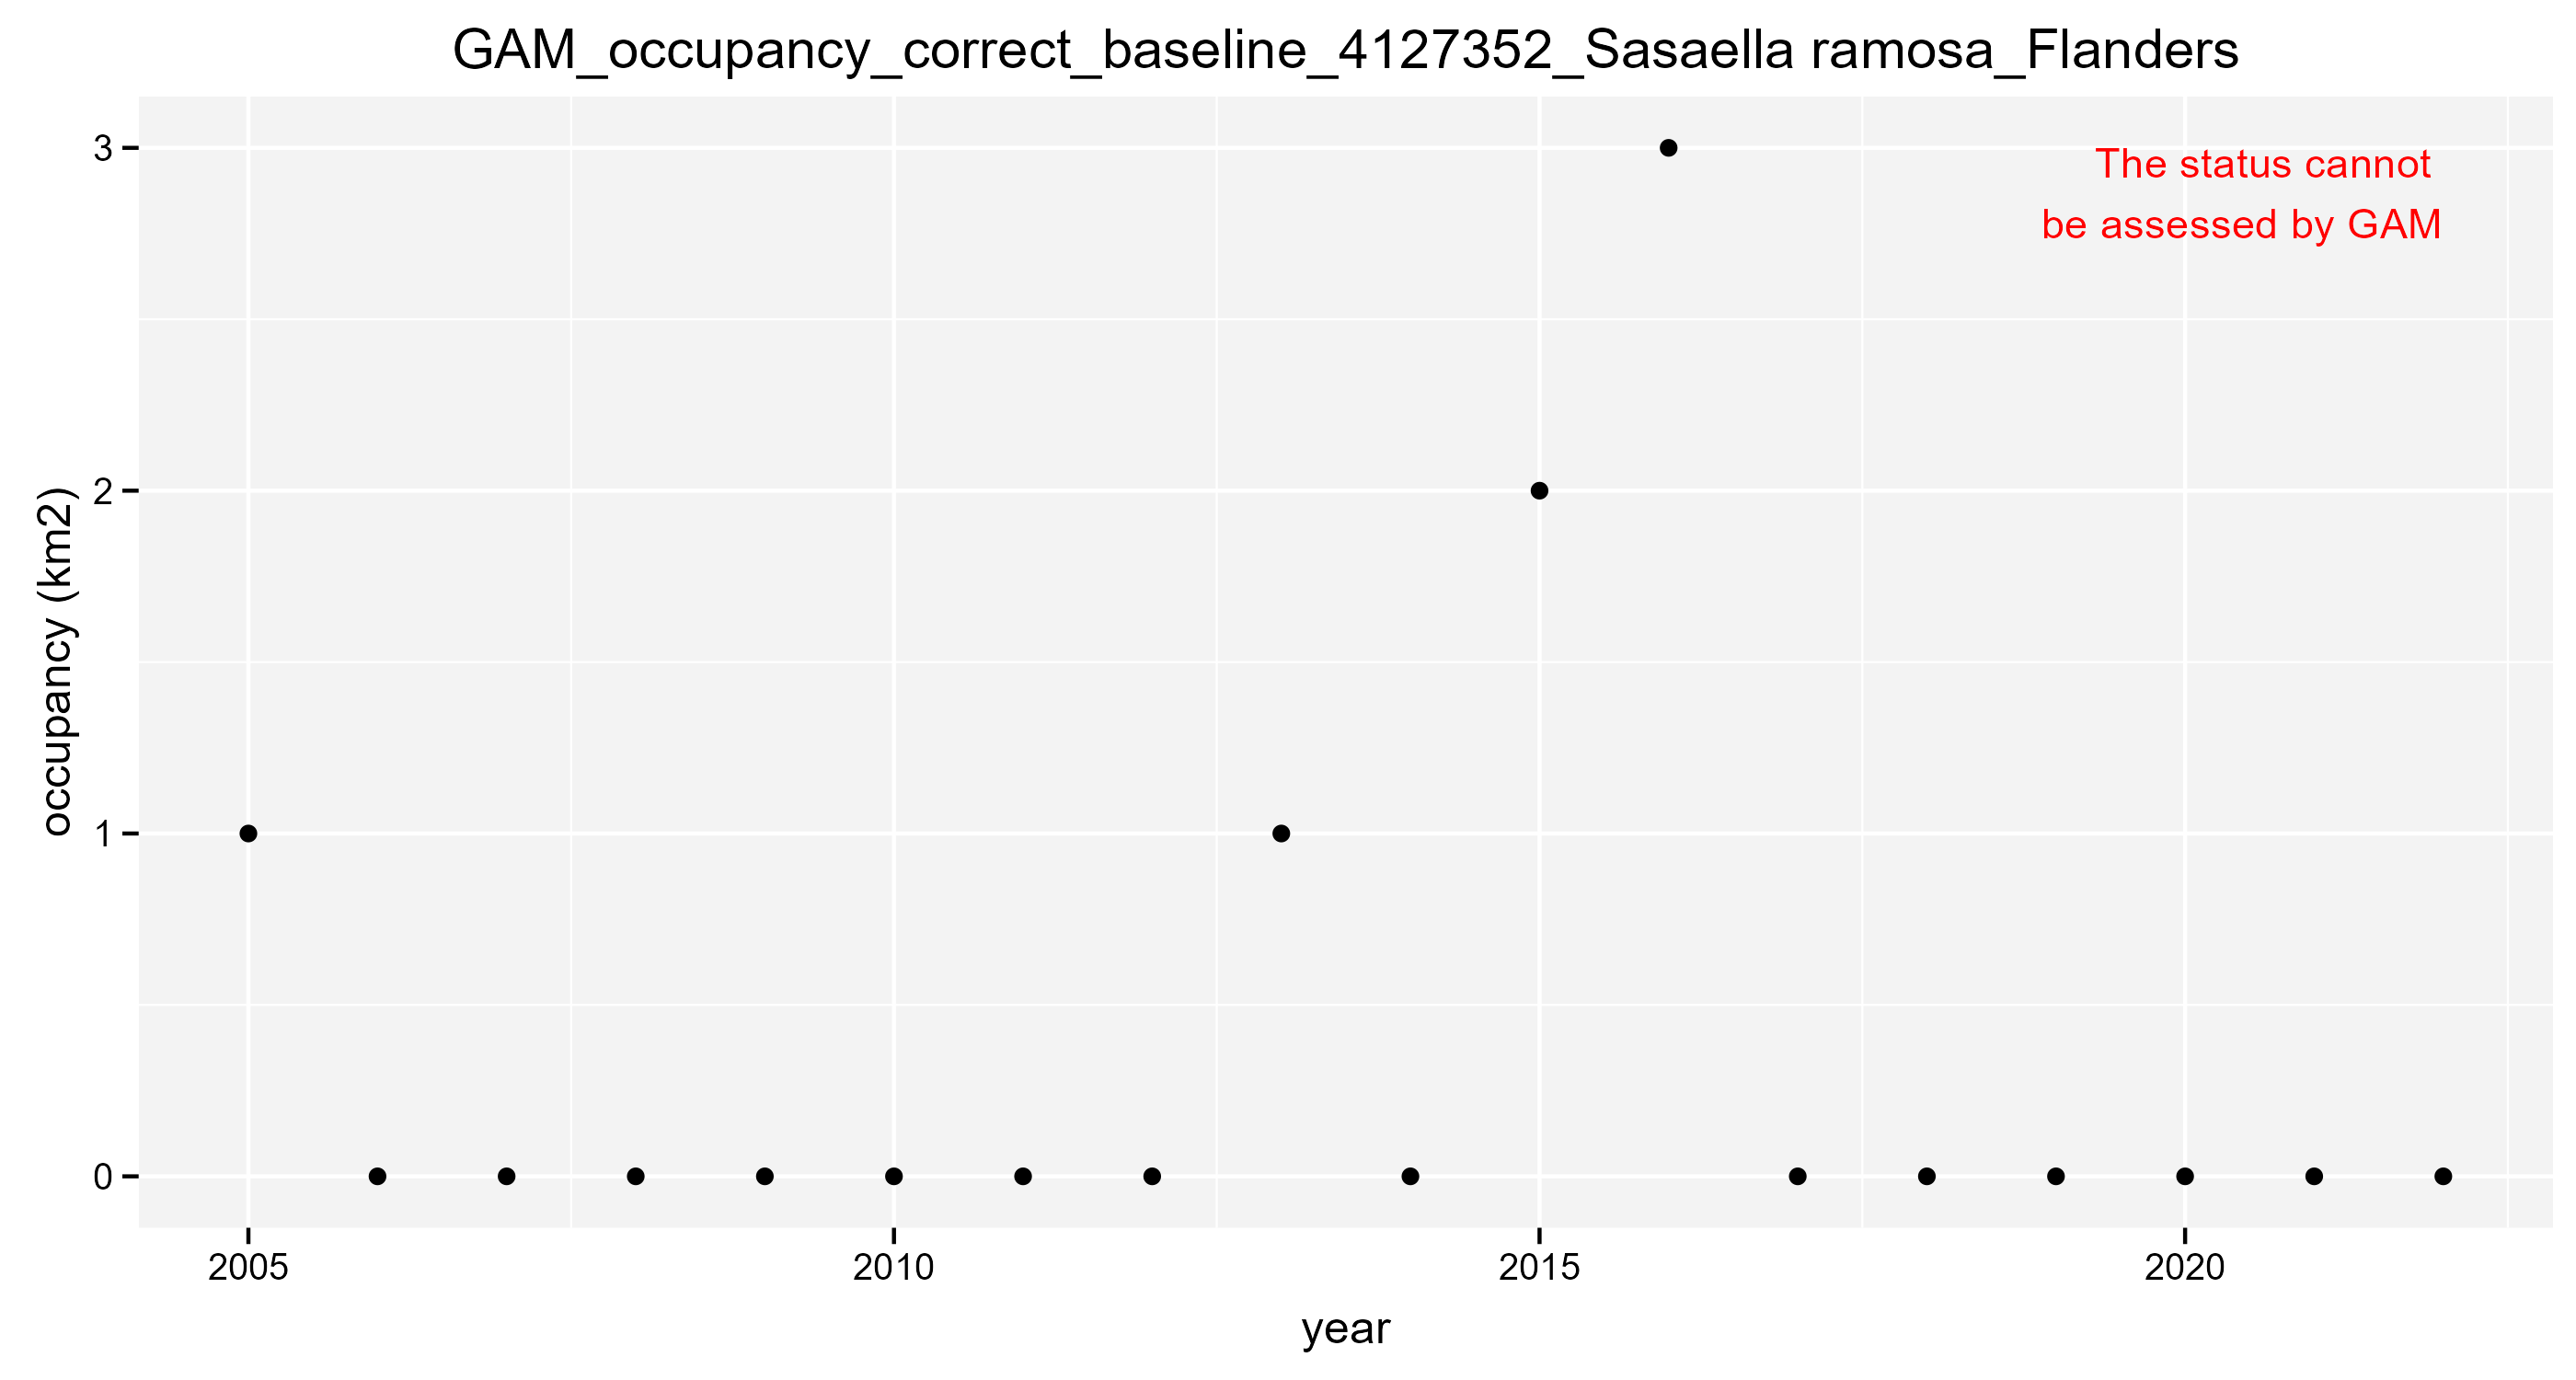 GAM_occupancy_correct_baseline_4127352_Sasaella ramosa_Flanders
The status cannot
be assessed by GAM
occupancy (km2)
3
2
1
0
2005 2010 2015 2020
year